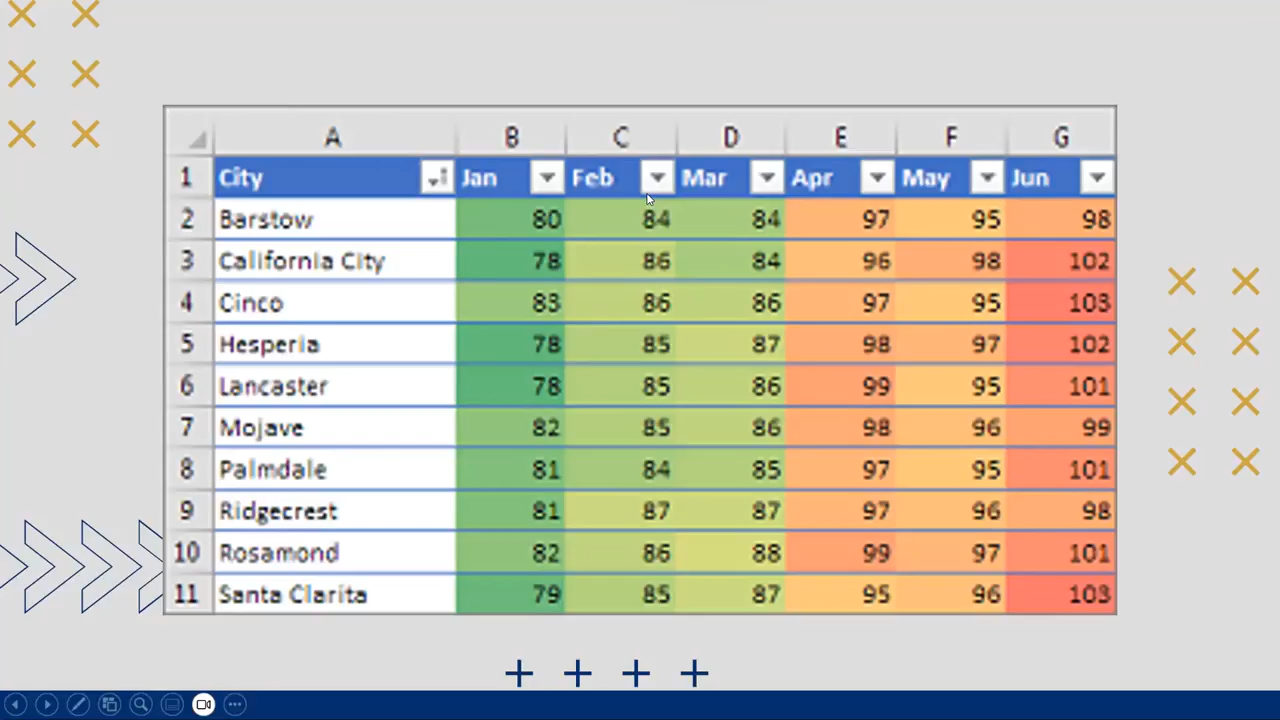 A B C D E F G
1 City Jan Feb Mar Apr May Jun
2 Barstow 80 84 84 97 95 98
3 California City 78 86 84 96 98 102
4 Cinco 83 86 86 97 95 103
5 Hesperia 78 85 87 98 97 102
6 Lancaster 78 85 86 99 95 101
7 Mojave 82 85 86 98 96 99
8 Palmdale 81 84 85 97 95 101
9 Ridgecrest 81 87 87 97 96 98
10 Rosamond 82 86 88 99 97 101
11 Santa Clarita 79 85 87 95 96 103